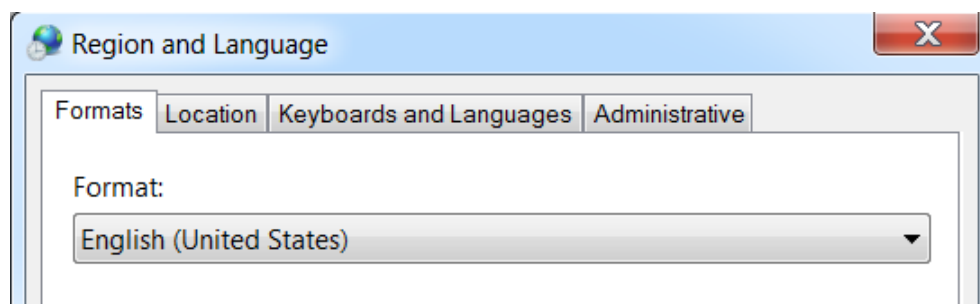 Region and Language
Formats Location Keyboards and Languages Administrative
Format:
English (United States)